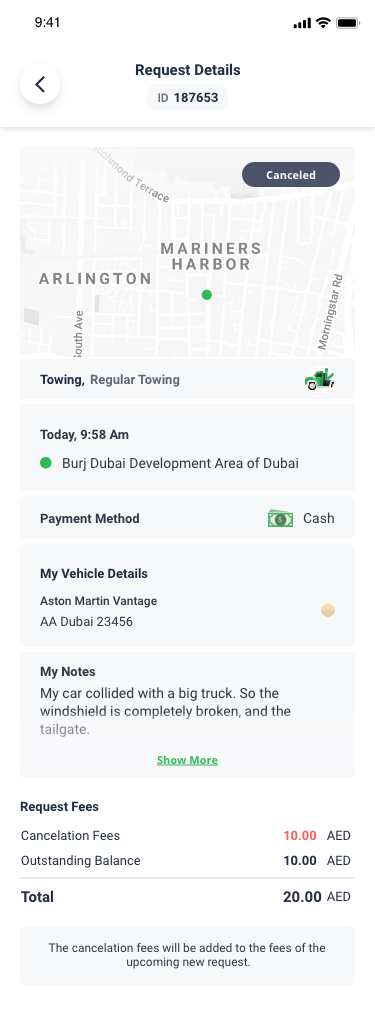 9:41
Request Details
ID 187653
Richmond Terrace
Canceled
MARINERS
HARBOR
ARLINGTON
South Ave
Morningstar Rd
Towing, Regular Towing
Today, 9:58 Am
Burj Dubai Development Area of Dubai
Payment Method
Cash
My Vehicle Details
Aston Martin Vantage
AA Dubai 23456
My Notes
My car collided with a big truck. So the
windshield is completely broken, and the
tailgate.
Show More
Request Fees
Cancelation Fees 10.00 AED
Outstanding Balance 10.00 AED
Total 20.00 AED
The cancelation fees will be added to the fees of the
upcoming new request.